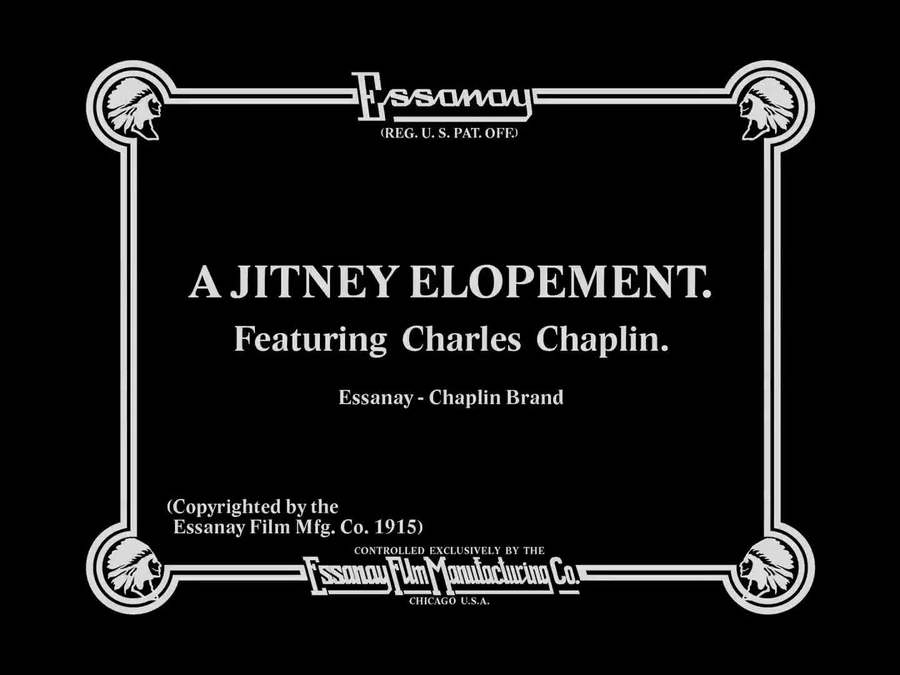 Essanay
(REG. U. S. PAT. OFF.)
A JITNEY ELOPEMENT.
Featuring Charles Chaplin.
Essanay - Chaplin Brand
(Copyrighted by the
Essanay Film Mfg. Co. 1915)
CONTROLLED EXCLUSIVELY BY THE
Essanay Film Manufacturing Co.
CHICAGO U.S.A.